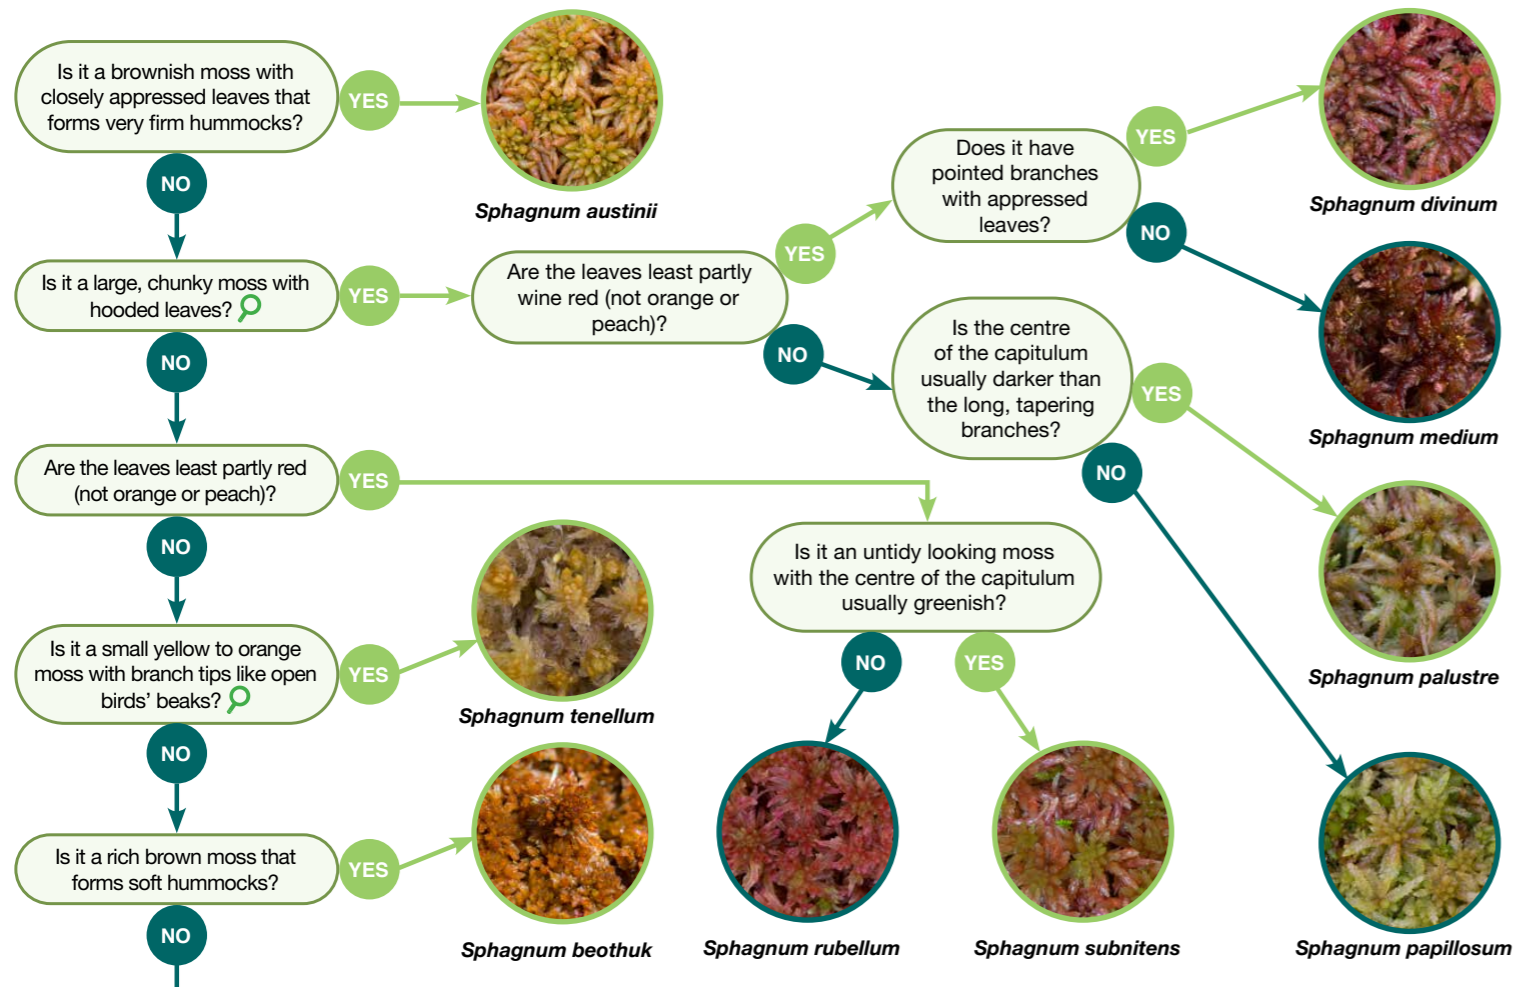 Is it a brownish moss with
closely appressed leaves that
forms very firm hummocks?
YES
Sphagnum austinii
NO
Is it a large, chunky moss with
hooded leaves?
YES
Are the leaves least partly
wine red (not orange or
peach)?
YES
Does it have
pointed branches
with appressed
leaves?
YES
Sphagnum divinum
NO
Sphagnum medium
NO
Is the centre
of the capitulum
usually darker than
the long, tapering
branches?
YES
Sphagnum palustre
NO
Sphagnum papillosum
NO
Are the leaves least partly red
(not orange or peach)?
YES
Is it an untidy looking moss
with the centre of the capitulum
usually greenish?
NO
Sphagnum rubellum
YES
Sphagnum subnitens
NO
Is it a small yellow to orange
moss with branch tips like open
birds’ beaks?
YES
Sphagnum tenellum
NO
Is it a rich brown moss that
forms soft hummocks?
YES
Sphagnum beothuk
NO